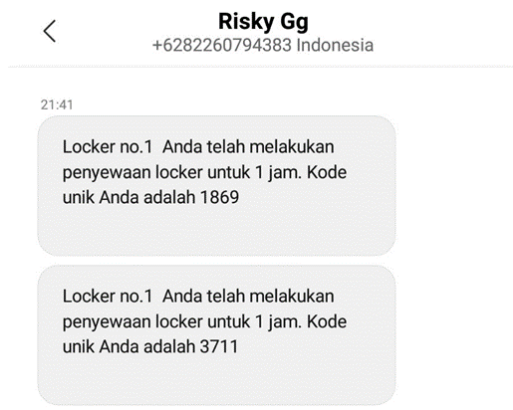 Risky Gg
+6282260794383 Indonesia
21:41
Locker no.1 Anda telah melakukan
penyewaan locker untuk 1 jam. Kode
unik Anda adalah 1869
Locker no.1 Anda telah melakukan
penyewaan locker untuk 1 jam. Kode
unik Anda adalah 3711